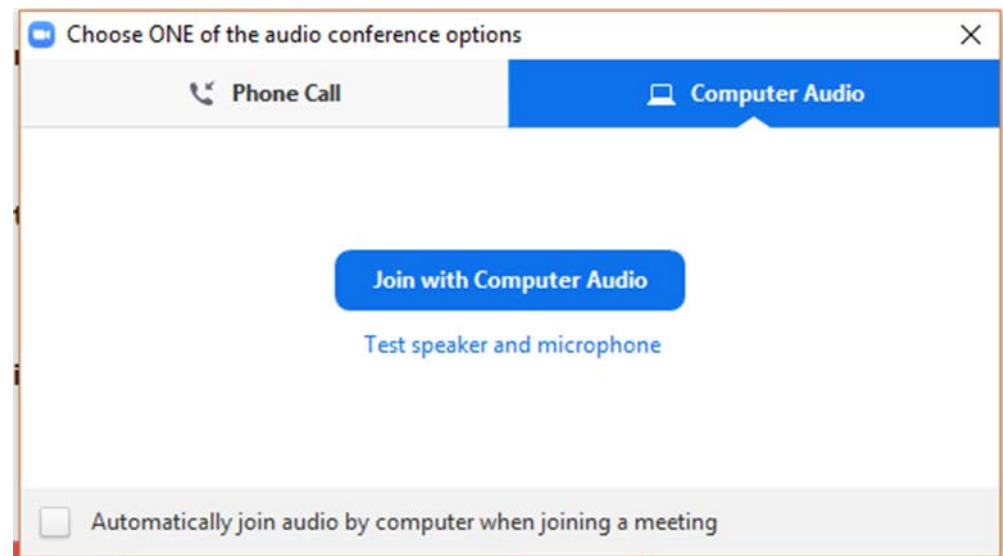 Choose ONE of the audio conference options
Phone Call
Computer Audio
Join with Computer Audio
Test speaker and microphone
Automatically join audio by computer when joining a meeting